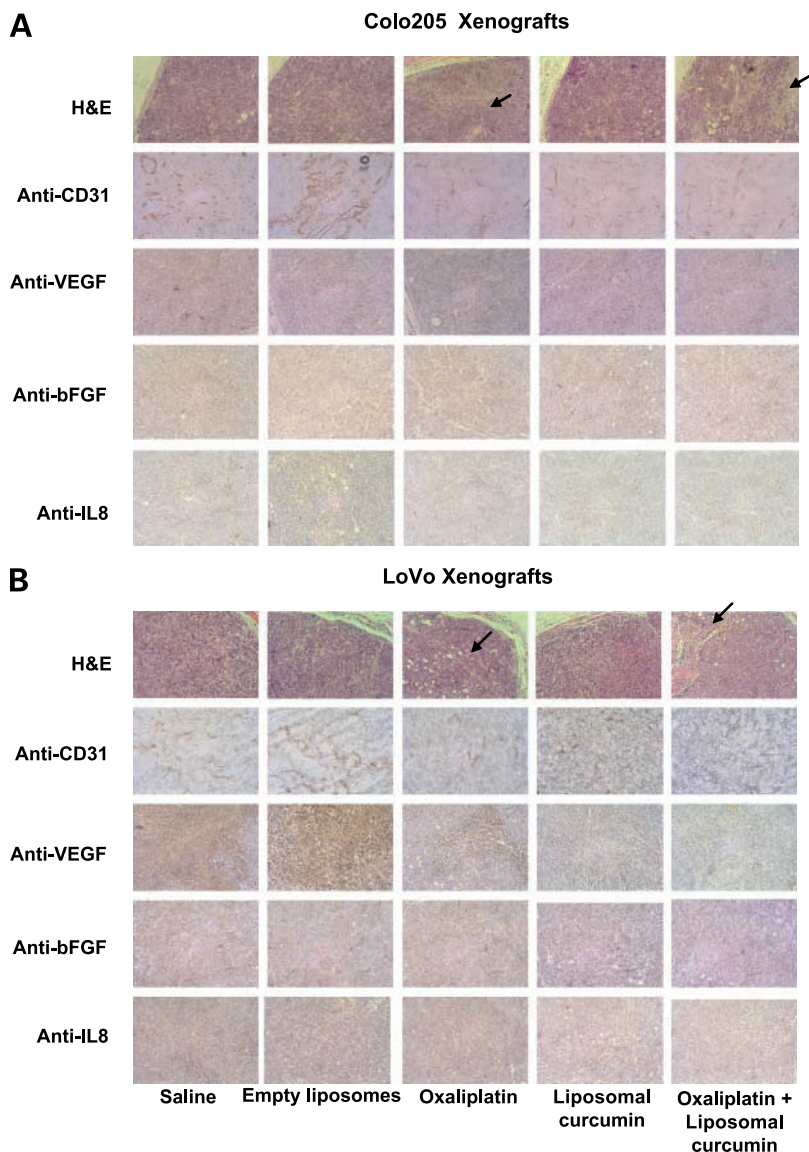 A
Colo205 Xenografts
H&E
Anti-CD31
Anti-VEGF
Anti-bFGF
Anti-IL8
B
LoVo Xenografts
H&E
Anti-CD31
Anti-VEGF
Anti-bFGF
Anti-IL8
Saline
Empty liposomes
Oxaliplatin
Liposomal
curcumin
Oxaliplatin +
Liposomal
curcumin